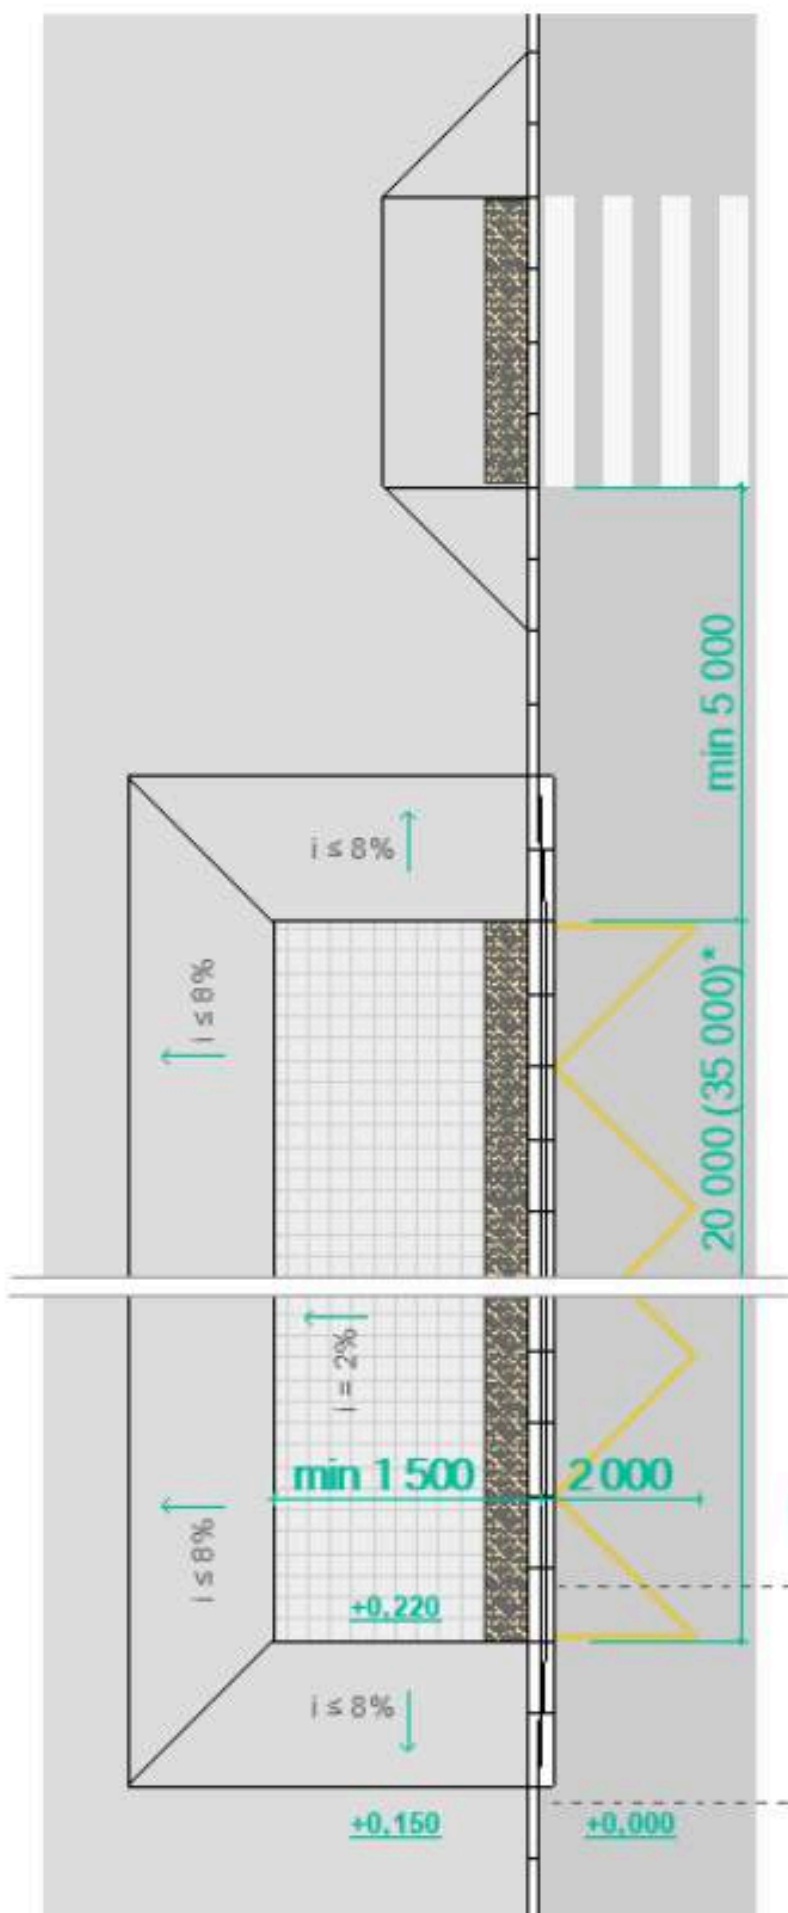 min 5 000
i ≤ 8%
i ≤ 8%
20 000 (35 000)*
i = 2%
min 1 500
2 000
i ≤ 8%
+0,220
i ≤ 8%
+0,150
+0,000